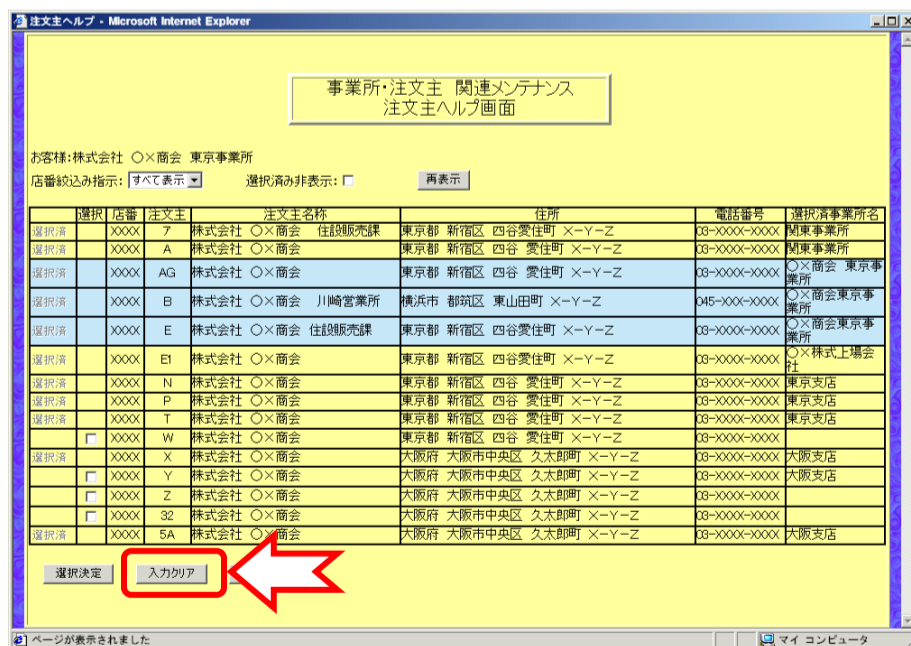 注文主ヘルプ - Microsoft Internet Explorer
事業所・注文主 関連メンテナンス
注文主ヘルプ画面
お客様:株式会社 ○×商会 東京事業所
店番絞込み指示: すべて表示 選択済み非表示: 再表示
選択 店番 注文主 注文主名称 住所 電話番号 選択済事業所名
選択済 XXXX 7 株式会社 ○×商会 住設販売課 東京都 新宿区 四谷愛住町 X-Y-Z 03-XXXX-XXXX 関東事業所
選択済 XXXX A 株式会社 ○×商会 東京都 新宿区 四谷 愛住町 X-Y-Z 03-XXXX-XXXX 関東事業所
選択済 XXXX AG 株式会社 ○×商会 東京都 新宿区 四谷 愛住町 X-Y-Z 03-XXXX-XXXX ○×商会 東京事
業所
選択済 XXXX B 株式会社 ○×商会 川崎営業所 横浜市 都筑区 東山田町 X-Y-Z 045-XXX-XXXX ○×商会東京事
業所
選択済 XXXX E 株式会社 ○×商会 住設販売課 東京都 新宿区 四谷愛住町 X-Y-Z 03-XXXX-XXXX ○×商会東京事
業所
選択済 XXXX E1 株式会社 ○×商会 東京都 新宿区 四谷愛住町 X-Y-Z 03-XXXX-XXXX ○×株式上場会
社
選択済 XXXX N 株式会社 ○×商会 東京都 新宿区 四谷 愛住町 X-Y-Z 03-XXXX-XXXX 東京支店
選択済 XXXX P 株式会社 ○×商会 東京都 新宿区 四谷 愛住町 X-Y-Z 03-XXXX-XXXX 東京支店
選択済 XXXX T 株式会社 ○×商会 東京都 新宿区 四谷 愛住町 X-Y-Z 03-XXXX-XXXX 東京支店
XXXX W 株式会社 ○×商会 東京都 新宿区 四谷 愛住町 X-Y-Z 03-XXXX-XXXX
選択済 XXXX X 株式会社 ○×商会 大阪府 大阪市中央区 久太郎町 X-Y-Z 03-XXXX-XXXX 大阪支店
XXXX Y 株式会社 ○×商会 大阪府 大阪市中央区 久太郎町 X-Y-Z 03-XXXX-XXXX 大阪支店
XXXX Z 株式会社 ○×商会 大阪府 大阪市中央区 久太郎町 X-Y-Z 03-XXXX-XXXX
XXXX 32 株式会社 ○×商会 大阪府 大阪市中央区 久太郎町 X-Y-Z 03-XXXX-XXXX
選択済 XXXX 5A 株式会社 ○×商会 大阪府 大阪市中央区 久太郎町 X-Y-Z 03-XXXX-XXXX 大阪支店
選択決定 入力クリア
ページが表示されました マイ コンピュータ